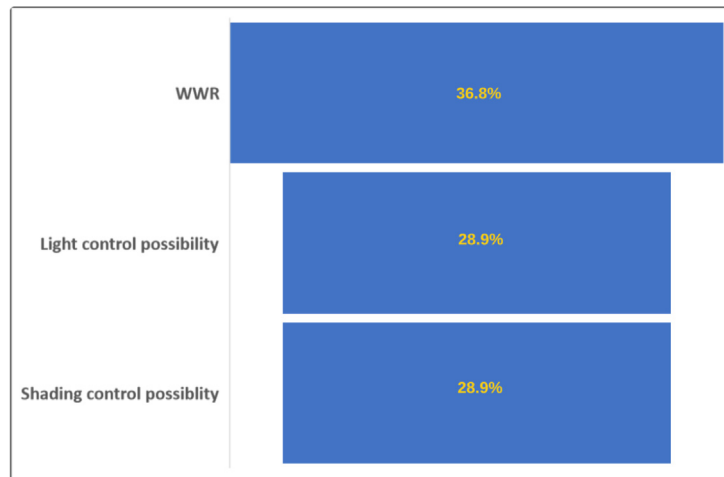 WWR
36.8%
Light control possibility
28.9%
Shading control possiblity
28.9%